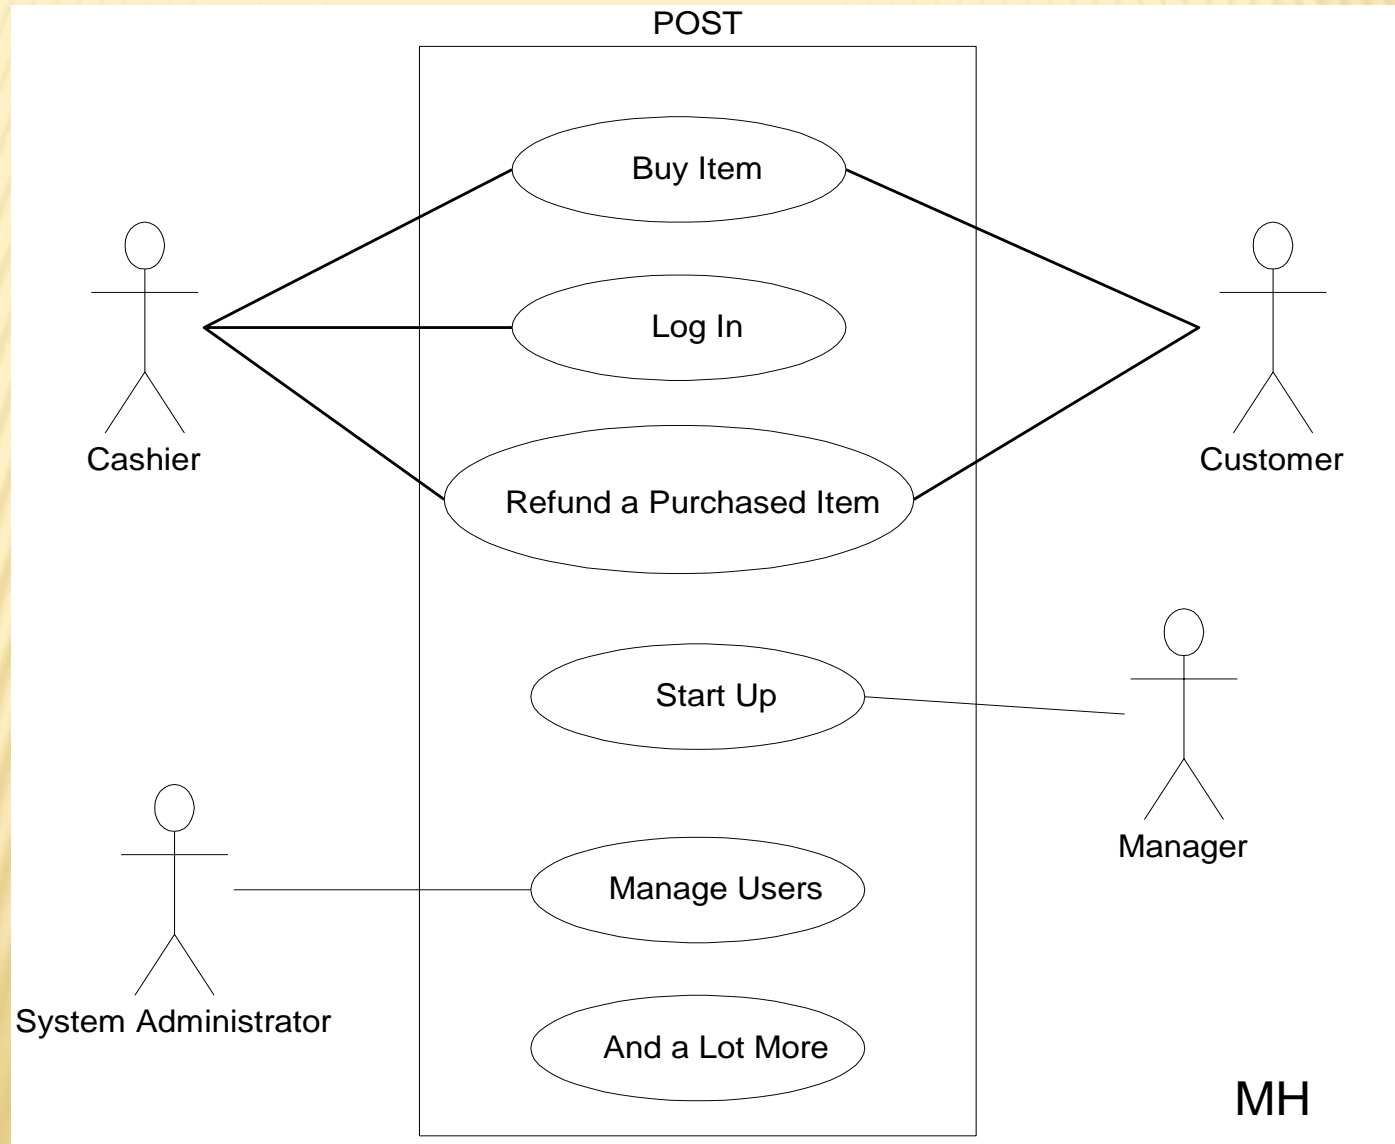 POST
Buy Item
Log In
Cashier
Customer
Refund a Purchased Item
Start Up
Manager
Manage Users
System Administrator
And a Lot More
MH